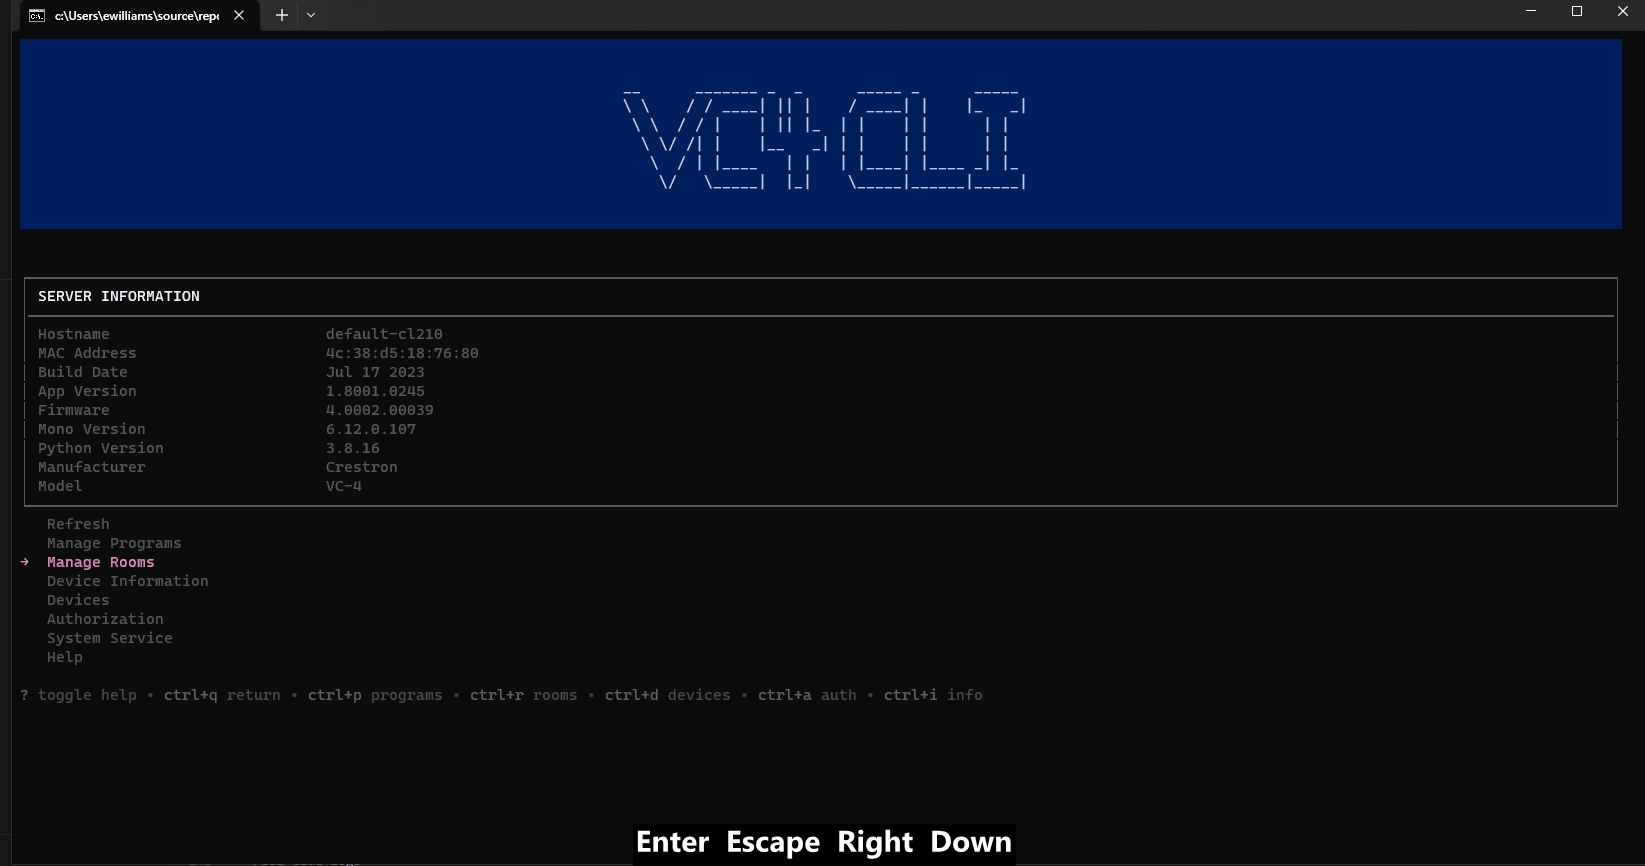 c:\Users\ewilliams\source\repo
VC4 CLI
SERVER INFORMATION
Hostname default-cl210
MAC Address 4c:38:d5:18:76:80
Build Date Jul 17 2023
App Version 1.8001.0245
Firmware 4.0002.00039
Mono Version 6.12.0.107
Python Version 3.8.16
Manufacturer Crestron
Model VC-4
Refresh
Manage Programs
→ Manage Rooms
Device Information
Devices
Authorization
System Service
Help
? toggle help • ctrl+q return • ctrl+p programs • ctrl+r rooms • ctrl+d devices • ctrl+a auth • ctrl+i info
Enter Escape Right Down